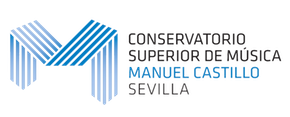 CONSERVATORIO
SUPERIOR DE MÚSICA
MANUEL CASTILLO
SEVILLA